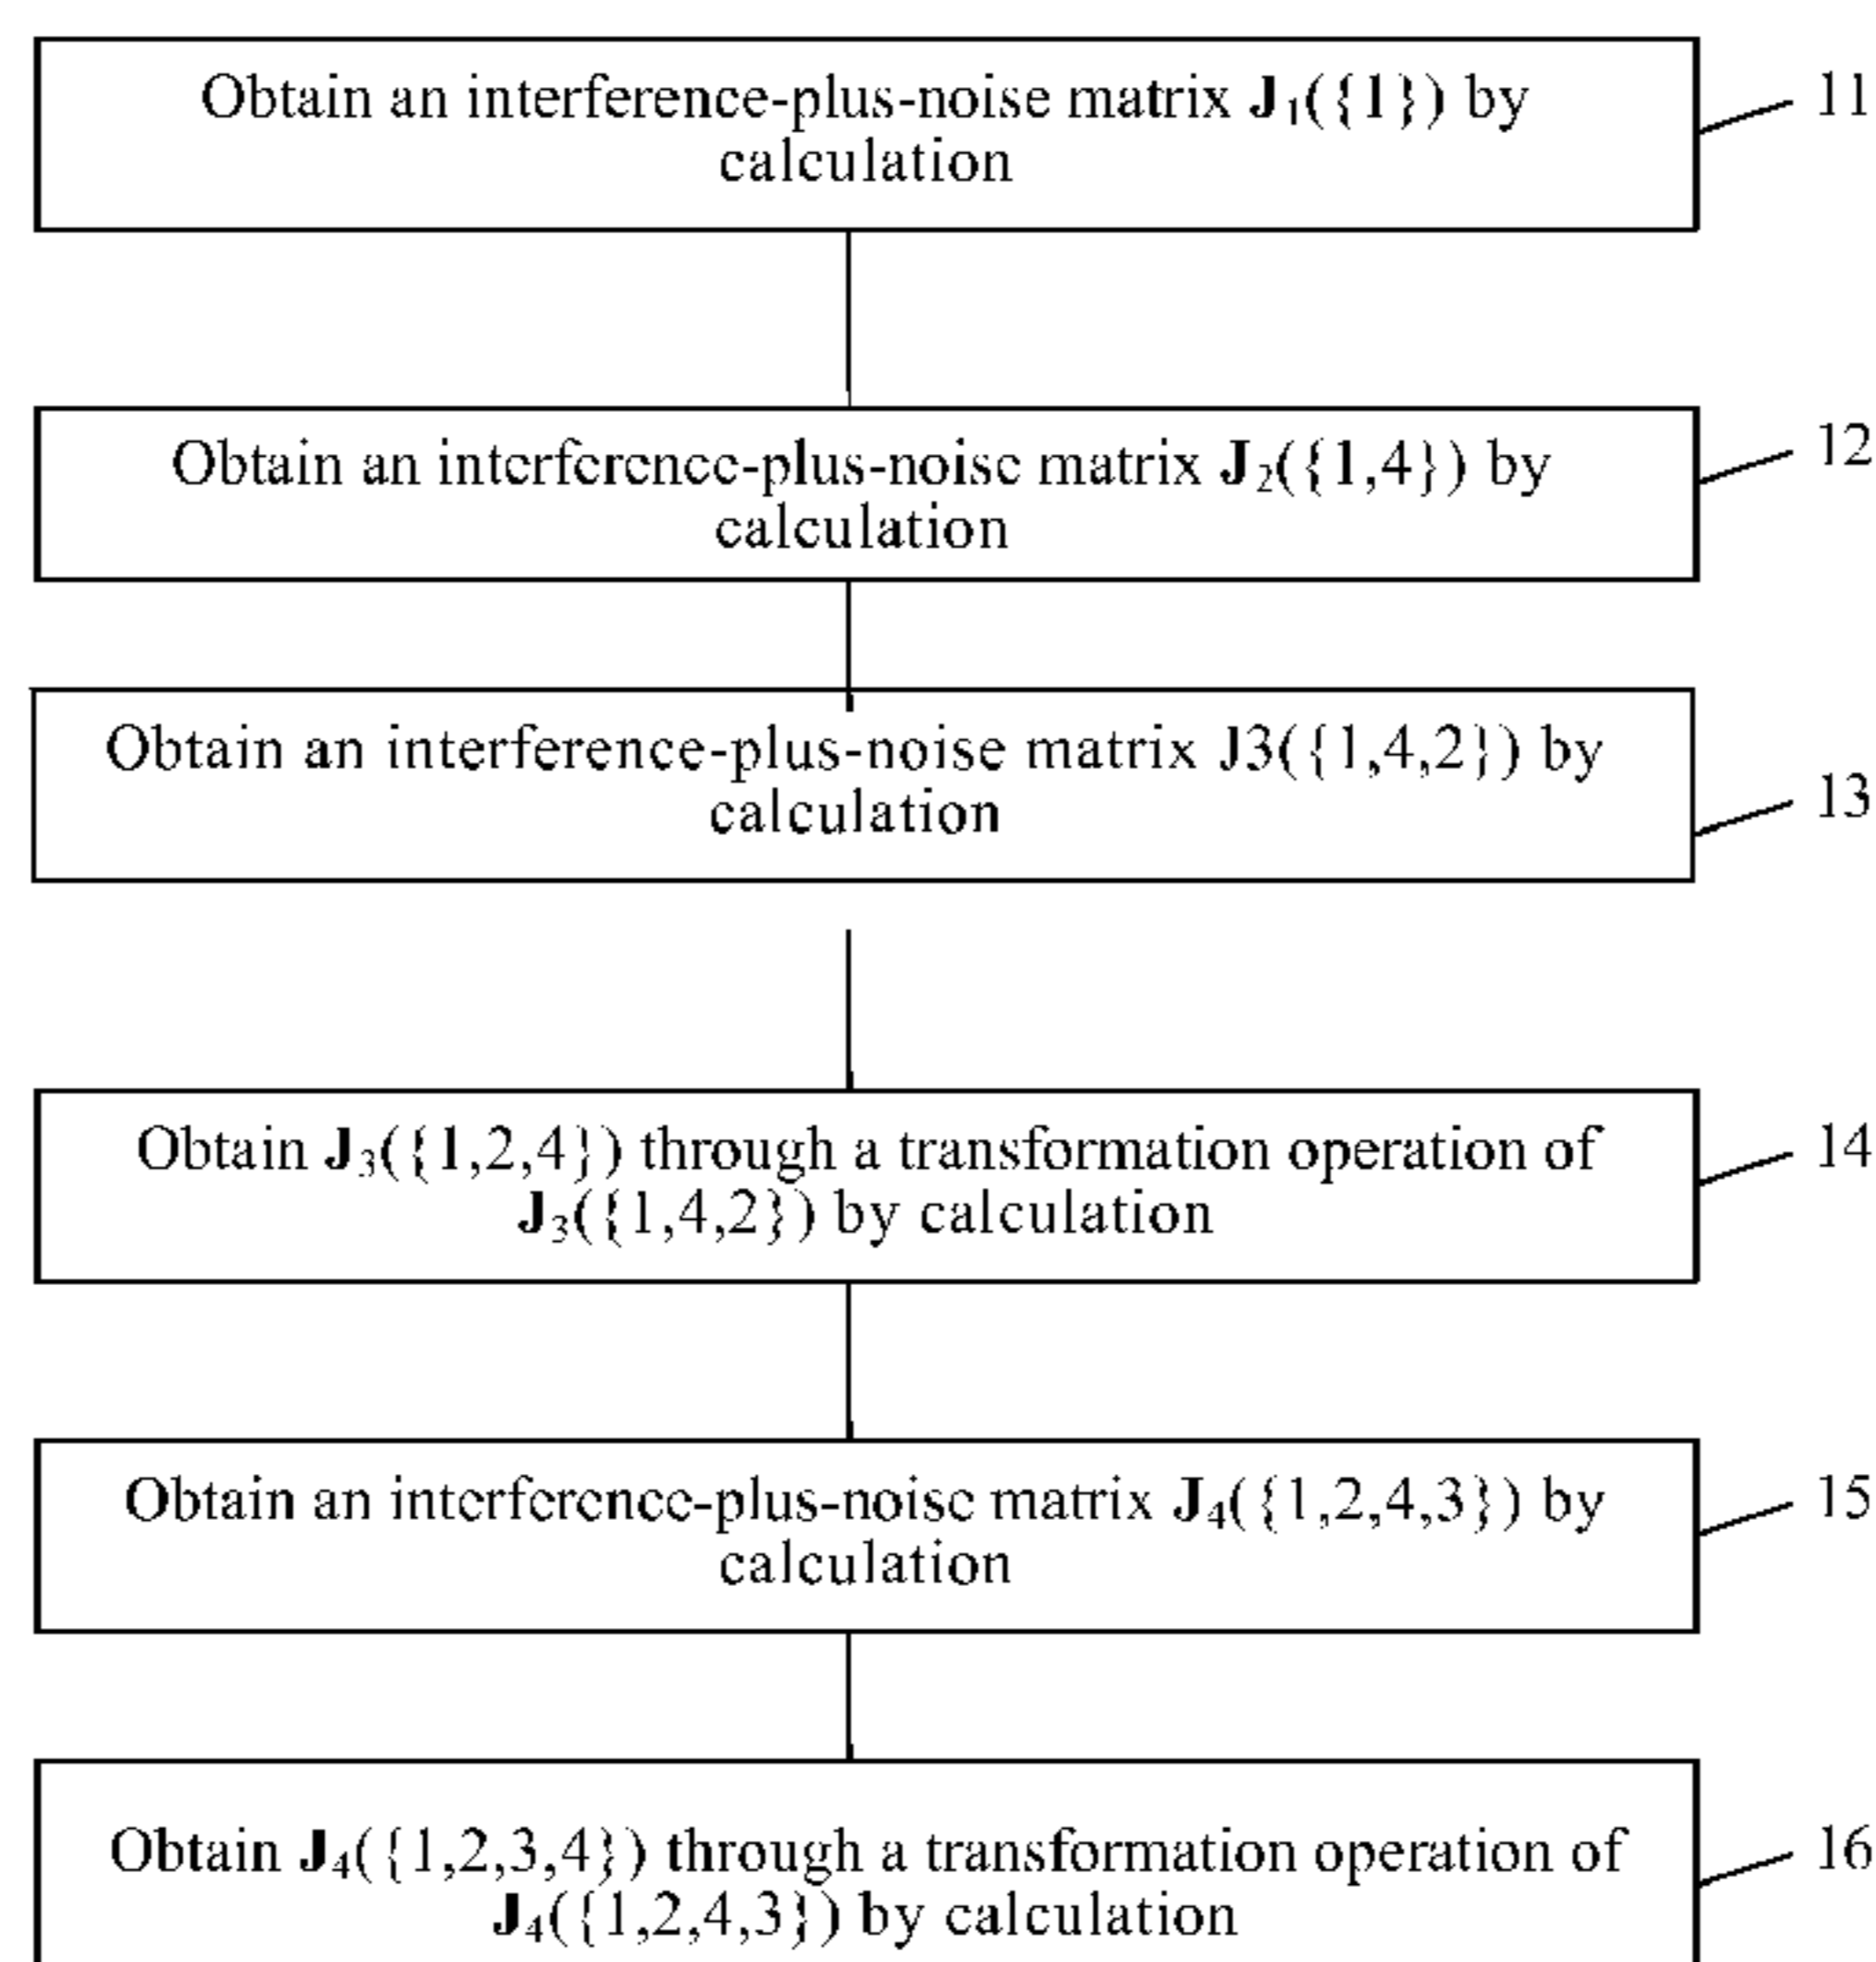 Obtain an interference-plus-noise matrix J₁({1}) by
calculation
11
Obtain an interference-plus-noise matrix J₂({1,4}) by
calculation
12
Obtain an interference-plus-noise matrix J3({1,4,2}) by
calculation
13
Obtain J₃({1,2,4}) through a transformation operation of
J₃({1,4,2}) by calculation
14
Obtain an interference-plus-noise matrix J₄({1,2,4,3}) by
calculation
15
Obtain J₄({1,2,3,4}) through a transformation operation of
J₄({1,2,4,3}) by calculation
16